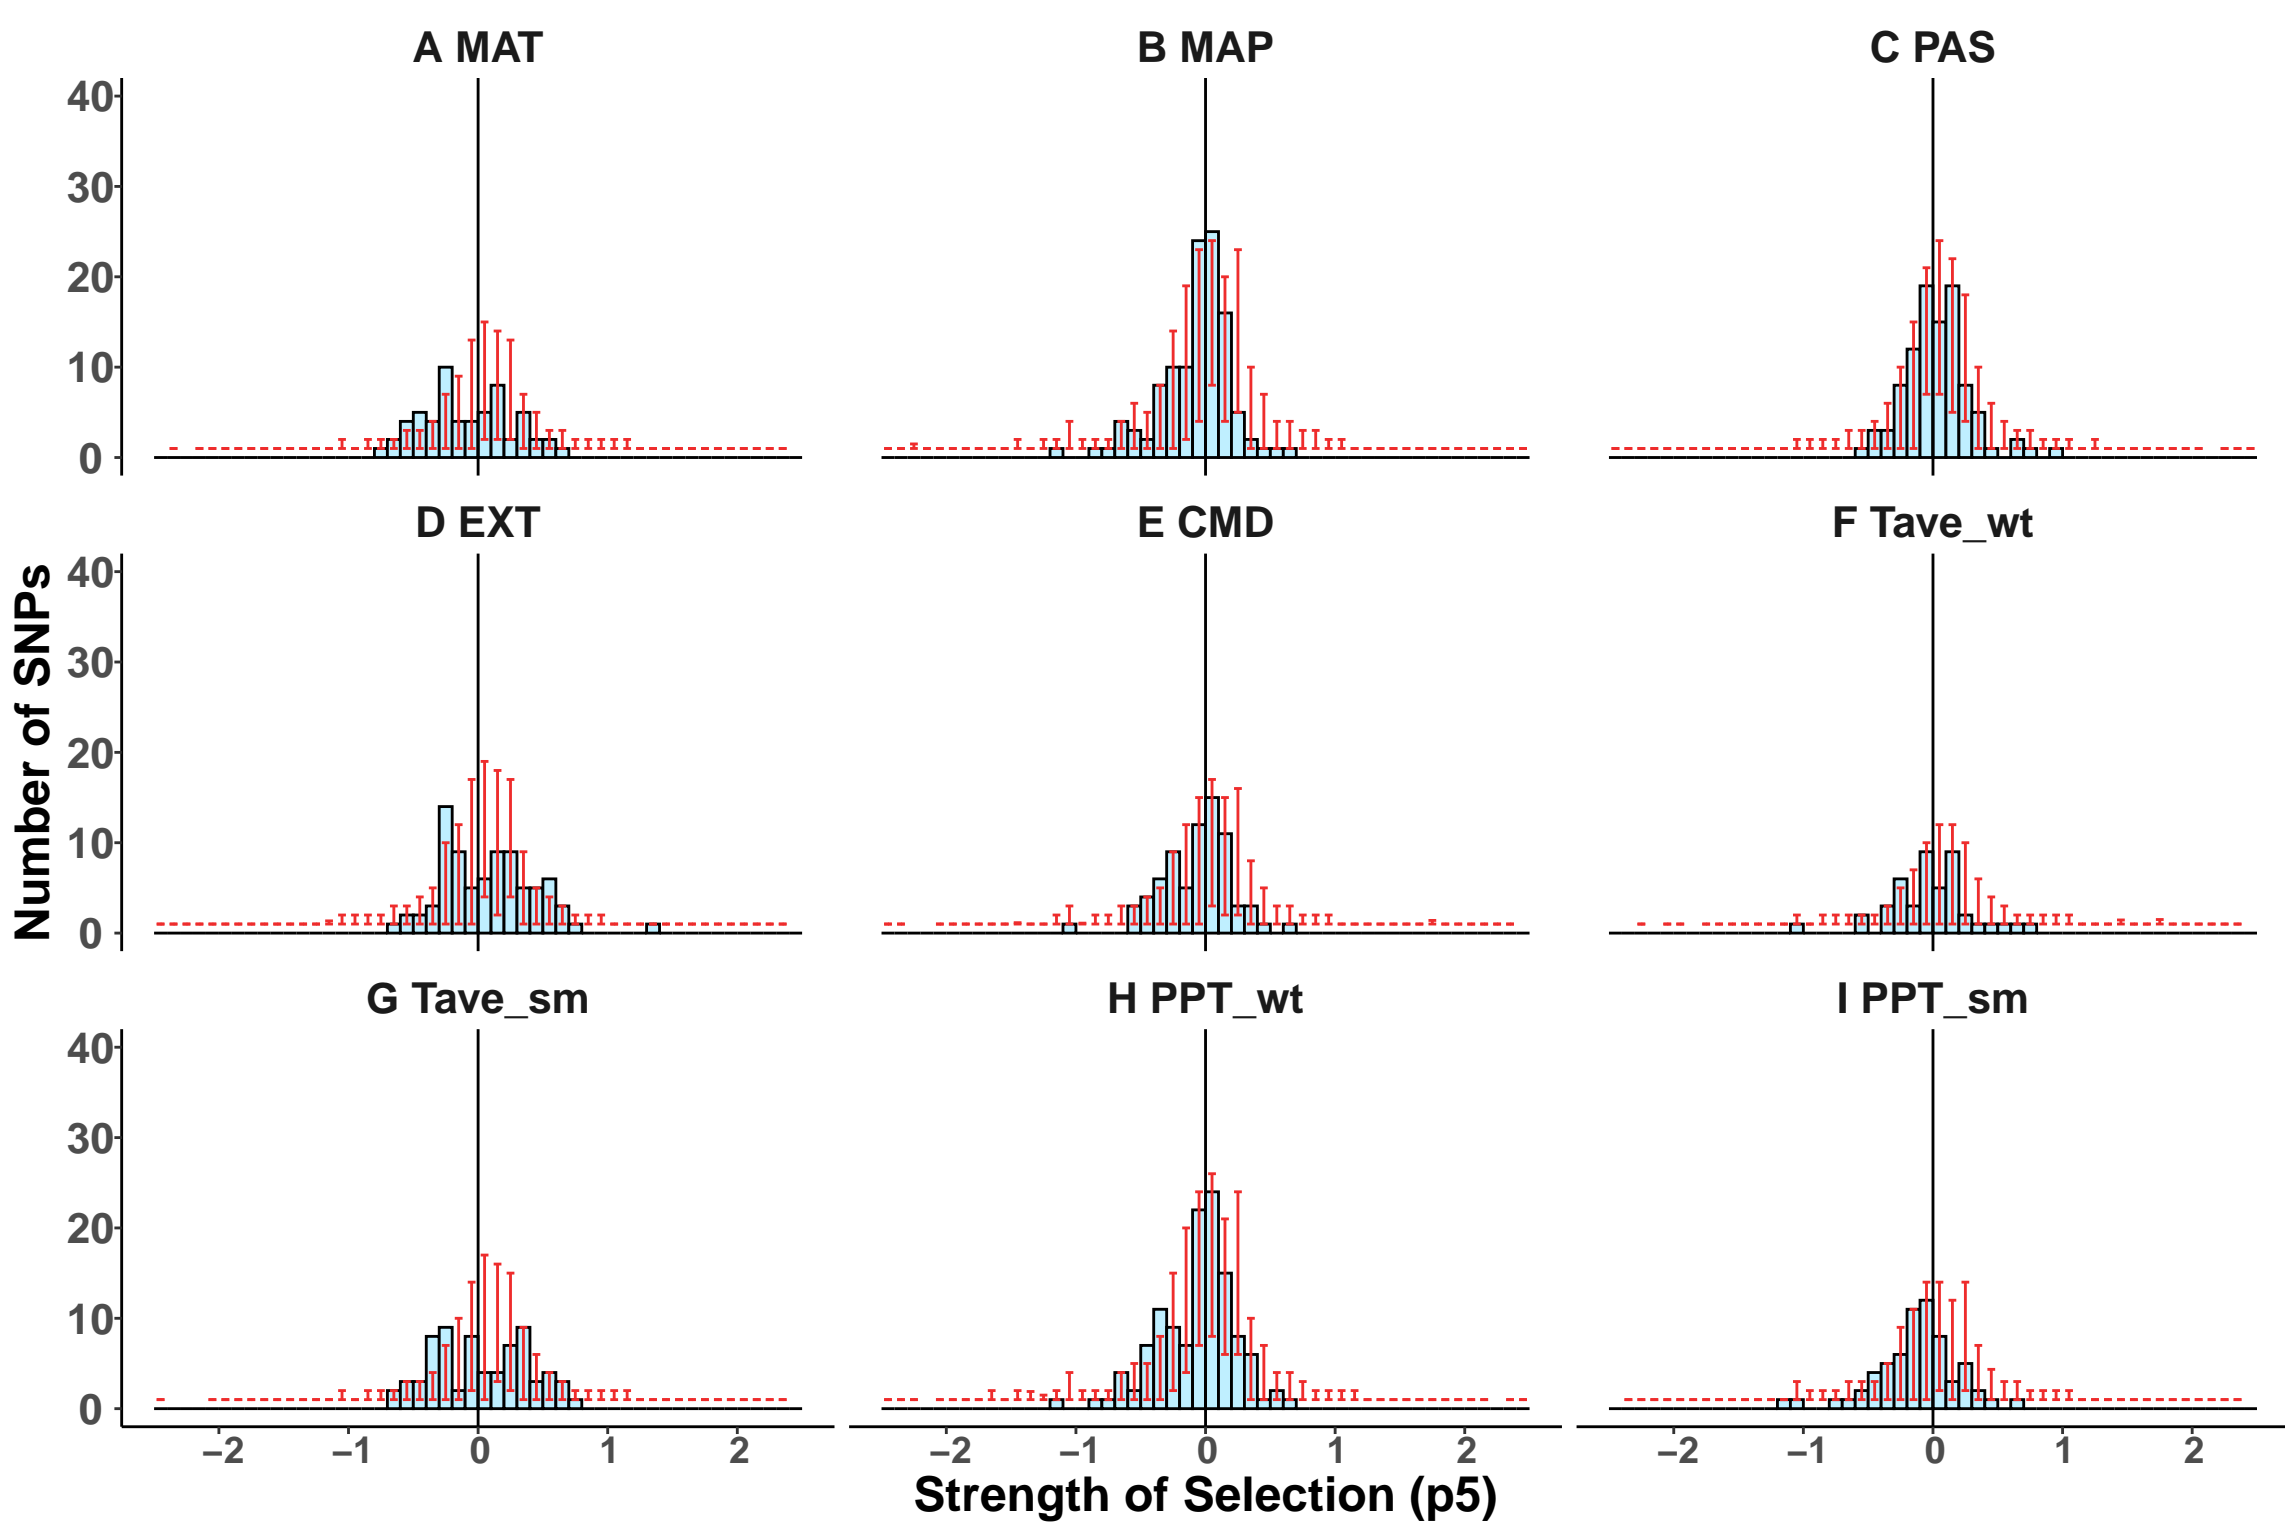 A MAT
B MAP
C PAS
40
30
20
10
0
D EXT
E CMD
F Tave_wt
40
30
20
10
0
G Tave_sm
H PPT_wt
I PPT_sm
40
30
20
10
0
−2 −1 0 1 2
−2 −1 0 1 2
−2 −1 0 1 2
Number of SNPs
Strength of Selection (p5)